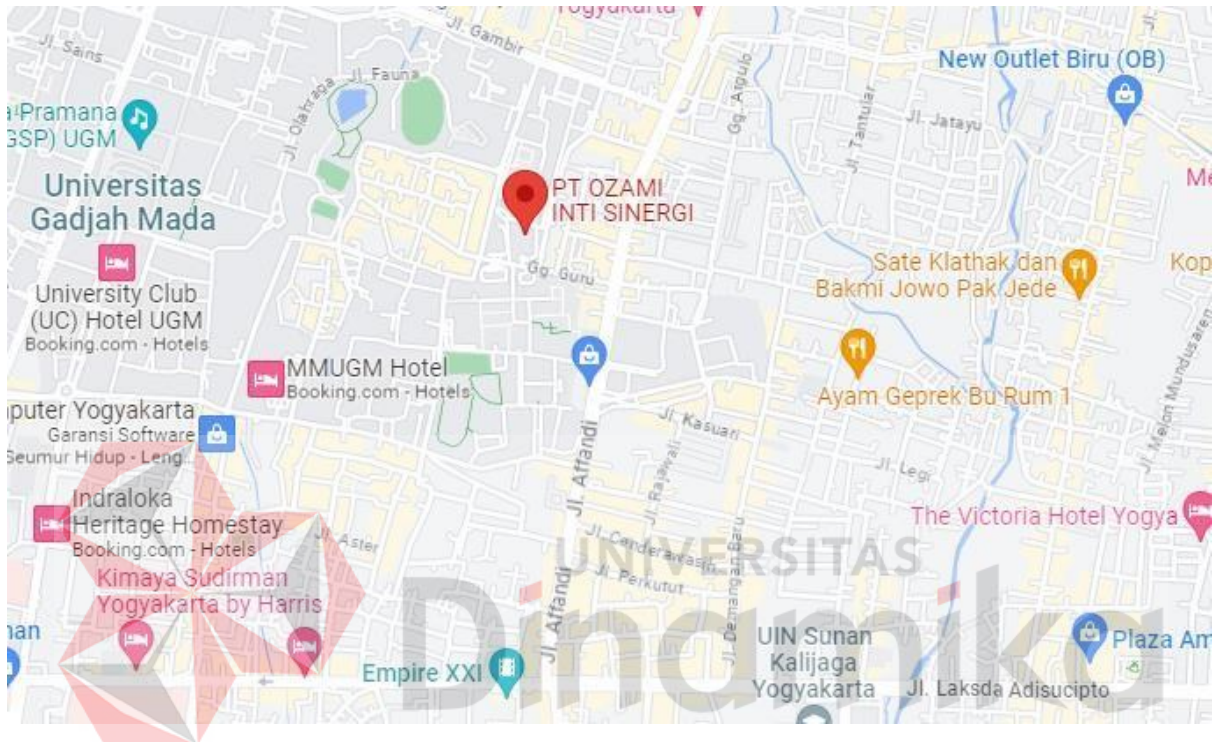 Yogyakarta
Jl. Gambir
Jl. Sains
Jl. Fauna
Jl. Olahraga
Gg. Argulo
New Outlet Biru (OB)
Jl. Tantular
Jl. Jatayu
Pramana
GSP) UGM
Universitas
Gadjah Mada
PT OZAMI
INTI SINERGI
Me
University Club
(UC) Hotel UGM
Booking.com - Hotels
Gg. Guru
Sate Klathak dan
Bakmi Jowo Pak Jede
Kop
MMUGM Hotel
Booking.com - Hotels
Ayam Geprek Bu Rum 1
Jl. Melon Mundusaren
puter Yogyakarta
Garansi Software
Seumur Hidup - Leng...
Jl. Kasuari
Jl. Rajawali
Jl. Legi
Jl. Affandi
Indraloka
Heritage Homestay
Booking.com - Hotels
Jl. Aster
Jl. Cenderawasih
Jl. Perkutut
Jl. Demangan Baru
The Victoria Hotel Yogya
UNIVERSITAS
Dinamika
Kimaya Sudirman
Yogyakarta by Harris
man
Jl. Affandi
Empire XXI
UIN Sunan
Kalijaga
Yogyakarta
Plaza Am
Jl. Laksda Adisucipto